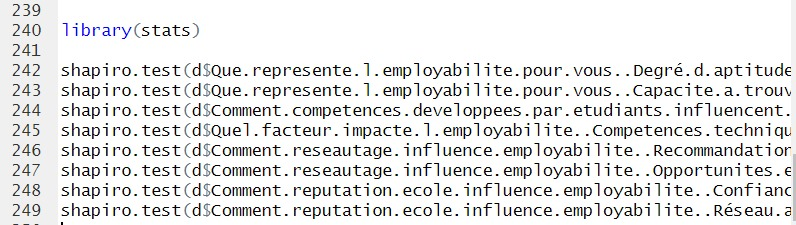 239
240 library(stats)
241
242 shapiro.test(d$Que.represente.l.employabilite.pour.vous..Degré.d.aptitude
243 shapiro.test(d$Que.represente.l.employabilite.pour.vous..Capacite.a.trouv
244 shapiro.test(d$Comment.competences.developpees.par.etudiants.influencent.
245 shapiro.test(d$Quel.facteur.impacte.l.employabilite..Competences.techniqu
246 shapiro.test(d$Comment.reseautage.influence.employabilite..Recommandation
247 shapiro.test(d$Comment.reseautage.influence.employabilite..Opportunites.e
248 shapiro.test(d$Comment.reputation.ecole.influence.employabilite..Confianc
249 shapiro.test(d$Comment.reputation.ecole.influence.employabilite..Réseau.a